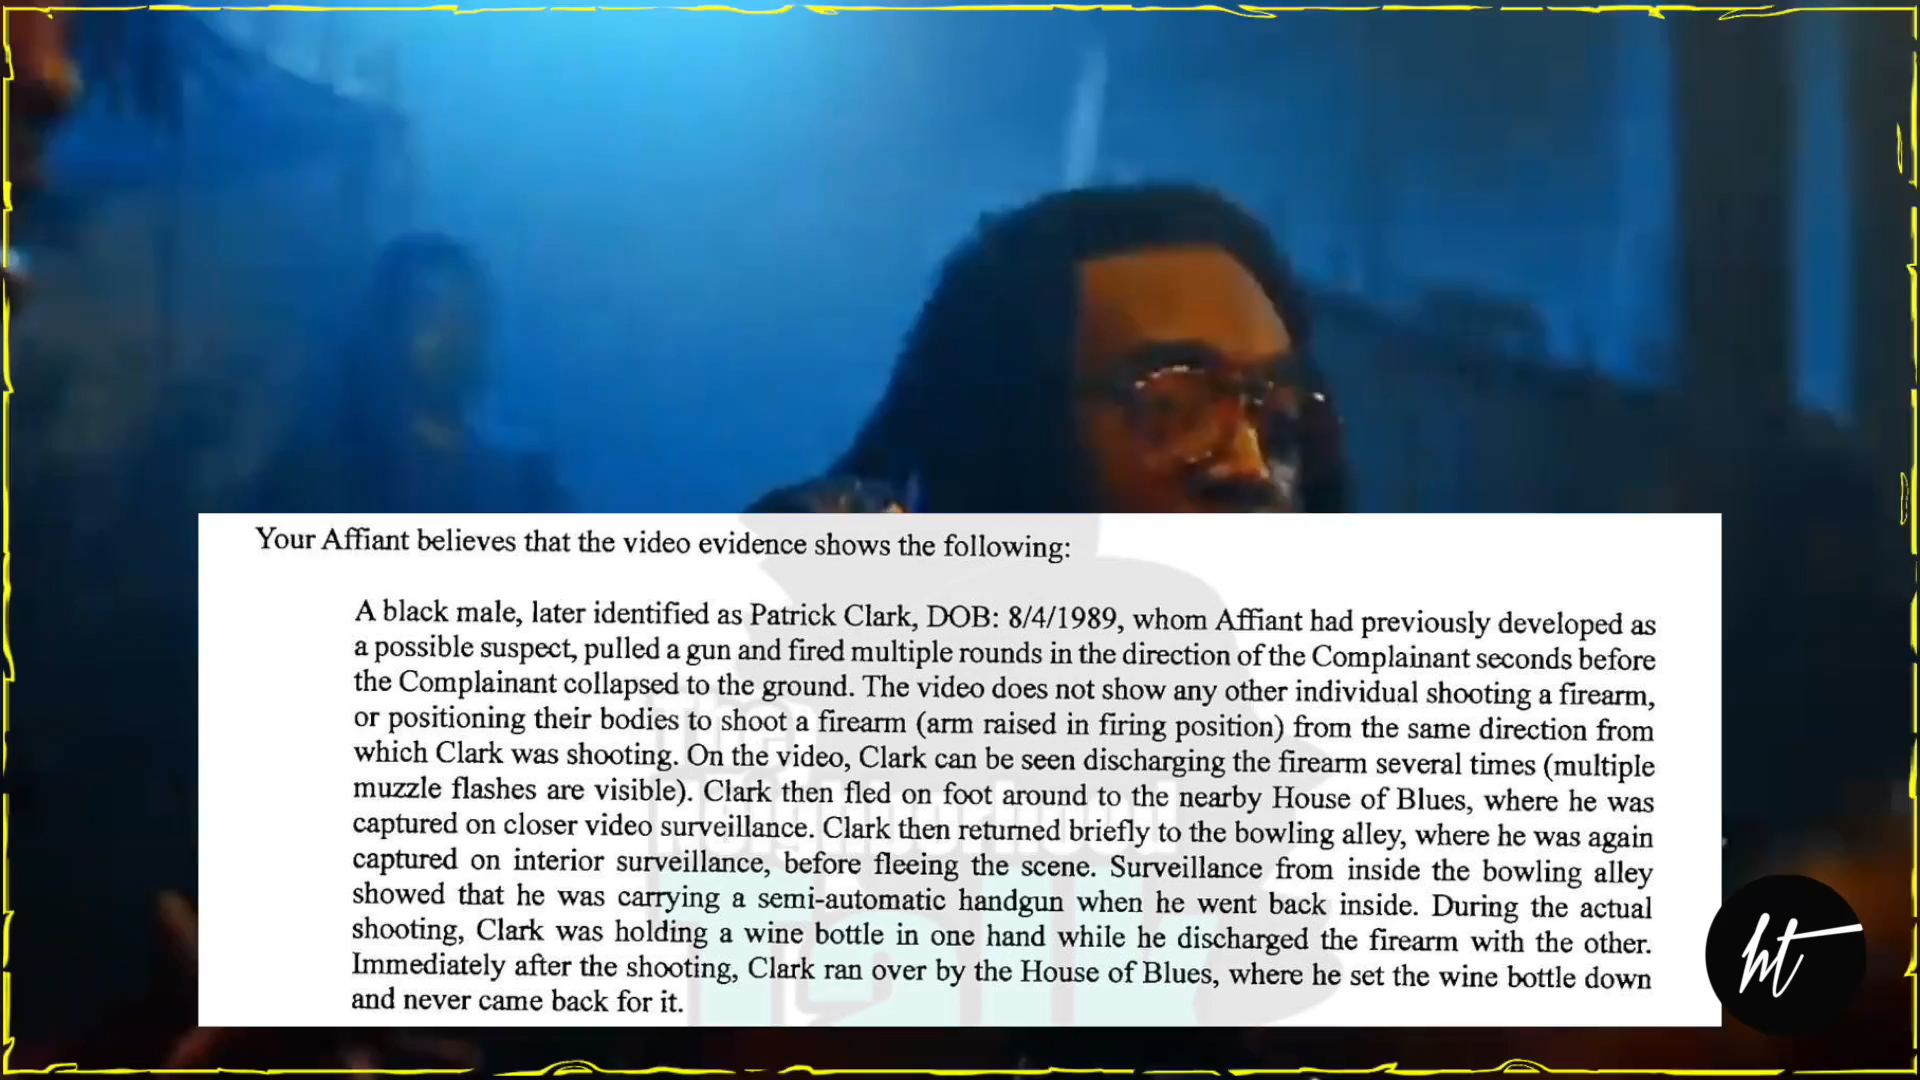 Your Affiant believes that the video evidence shows the following:
A black male, later identified as Patrick Clark, DOB: 8/4/1989, whom Affiant had previously developed as
a possible suspect, pulled a gun and fired multiple rounds in the direction of the Complainant seconds before
the Complainant collapsed to the ground. The video does not show any other individual shooting a firearm,
or positioning their bodies to shoot a firearm (arm raised in firing position) from the same direction from
which Clark was shooting. On the video, Clark can be seen discharging the firearm several times (multiple
muzzle flashes are visible). Clark then fled on foot around to the nearby House of Blues, where he was
captured on closer video surveillance. Clark then returned briefly to the bowling alley, where he was again
captured on interior surveillance, before fleeing the scene. Surveillance from inside the bowling alley
showed that he was carrying a semi-automatic handgun when he went back inside. During the actual
shooting, Clark was holding a wine bottle in one hand while he discharged the firearm with the other.
Immediately after the shooting, Clark ran over by the House of Blues, where he set the wine bottle down
and never came back for it.
The
Neighborhood
Talk
ht